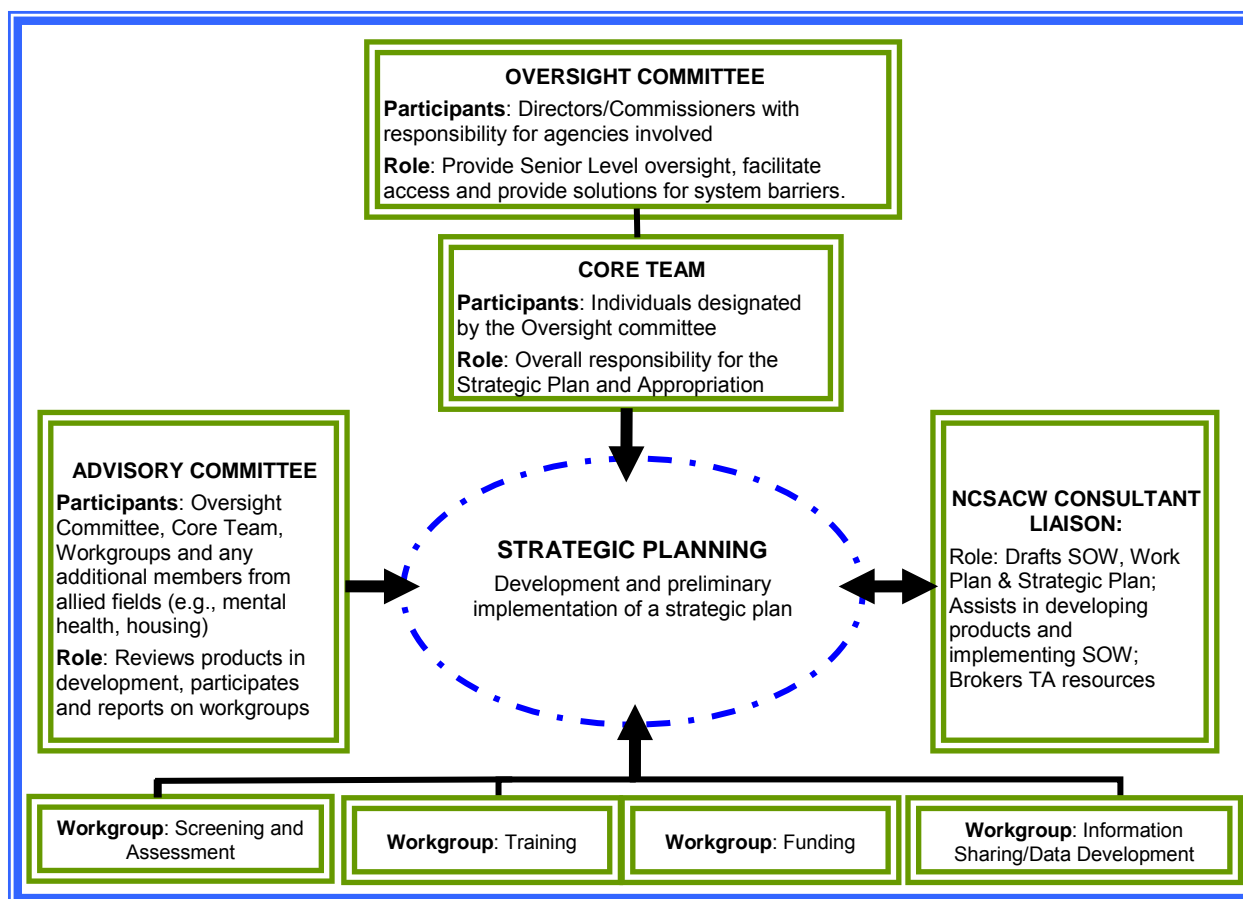 OVERSIGHT COMMITTEE
Participants: Directors/Commissioners with
responsibility for agencies involved
Role: Provide Senior Level oversight, facilitate
access and provide solutions for system barriers.
CORE TEAM
Participants: Individuals designated
by the Oversight committee
Role: Overall responsibility for the
Strategic Plan and Appropriation
ADVISORY COMMITTEE
Participants: Oversight
Committee, Core Team,
Workgroups and any
additional members from
allied fields (e.g., mental
health, housing)
Role: Reviews products in
development, participates
and reports on workgroups
STRATEGIC PLANNING
Development and preliminary
implementation of a strategic plan
NCSACW CONSULTANT
LIAISON:
Role: Drafts SOW, Work
Plan & Strategic Plan;
Assists in developing
products and
implementing SOW;
Brokers TA resources
Workgroup: Screening and
Assessment
Workgroup: Training
Workgroup: Funding
Workgroup: Information
Sharing/Data Development